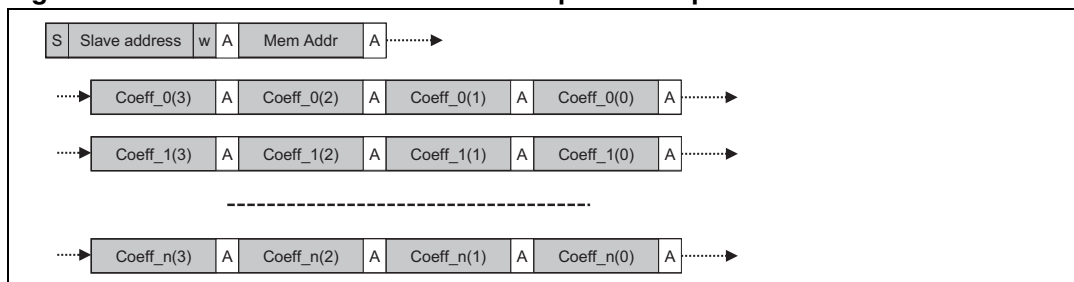 S Slave address w A Mem Addr A
Coeff_0(3) A Coeff_0(2) A Coeff_0(1) A Coeff_0(0) A
Coeff_1(3) A Coeff_1(2) A Coeff_1(1) A Coeff_1(0) A
Coeff_n(3) A Coeff_n(2) A Coeff_n(1) A Coeff_n(0) A